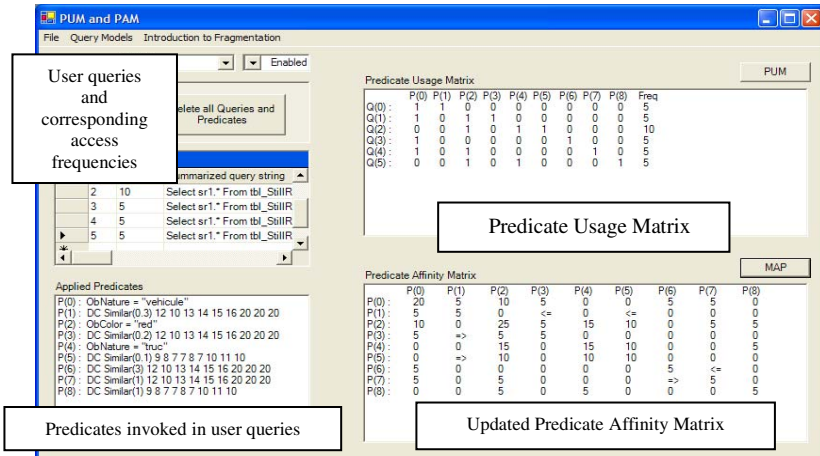 PUM and PAM
File Query Models Introduction to Fragmentation
Enabled
User queries
and
corresponding
access
frequencies
elete all Queries and
Predicates
ummarized query string
2 10 Select sr1.* From tbl_StillR
3 5 Select sr1.* From tbl_StillR
4 5 Select sr1.* From tbl_StillR
5 5 Select sr1.* From tbl_StillR
Applied Predicates
P(0) : ObNature = "vehicule"
P(1) : DC Similar(0.3) 12 10 13 14 15 16 20 20 20
P(2) : ObColor = "red"
P(3) : DC Similar(0.2) 12 10 13 14 15 16 20 20 20
P(4) : ObNature = "truc"
P(5) : DC Similar(0.1) 9 8 7 7 8 7 10 11 10
P(6) : DC Similar(3) 12 10 13 14 15 16 20 20 20
P(7) : DC Similar(1) 12 10 13 14 15 16 20 20 20
P(8) : DC Similar(1) 9 8 7 7 8 7 10 11 10
Predicates invoked in user queries
PUM
Predicate Usage Matrix
P(0) P(1) P(2) P(3) P(4) P(5) P(6) P(7) P(8) Freq
Q(0) : 1 1 0 0 0 0 0 0 0 5
Q(1) : 1 0 1 1 0 0 0 0 0 5
Q(2) : 0 0 1 0 1 1 0 0 0 10
Q(3) : 1 0 0 0 0 0 1 0 0 5
Q(4) : 1 0 1 0 0 0 0 1 0 5
Q(5) : 0 0 1 0 1 0 0 0 1 5
Predicate Usage Matrix
MAP
Predicate Affinity Matrix
P(0) P(1) P(2) P(3) P(4) P(5) P(6) P(7) P(8)
P(0) : 20 5 10 5 0 0 5 5 0
P(1) : 5 5 0 <= 0 <= 0 0 0
P(2) : 10 0 25 5 15 10 0 5 5
P(3) : 5 => 5 5 0 0 0 0 0
P(4) : 0 0 15 0 15 10 0 0 5
P(5) : 0 => 10 0 10 10 0 0 0
P(6) : 5 0 0 0 0 0 5 <= 0
P(7) : 5 0 5 0 0 0 => 5 0
P(8) : 0 0 5 0 5 0 0 0 5
Updated Predicate Affinity Matrix